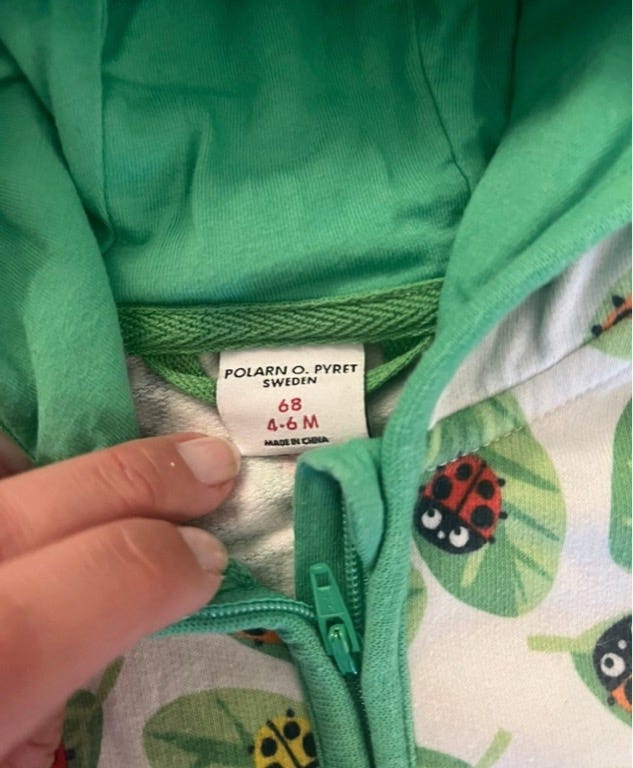 POLARN O. PYRET
SWEDEN
68
4-6 M
MADE IN CHINA